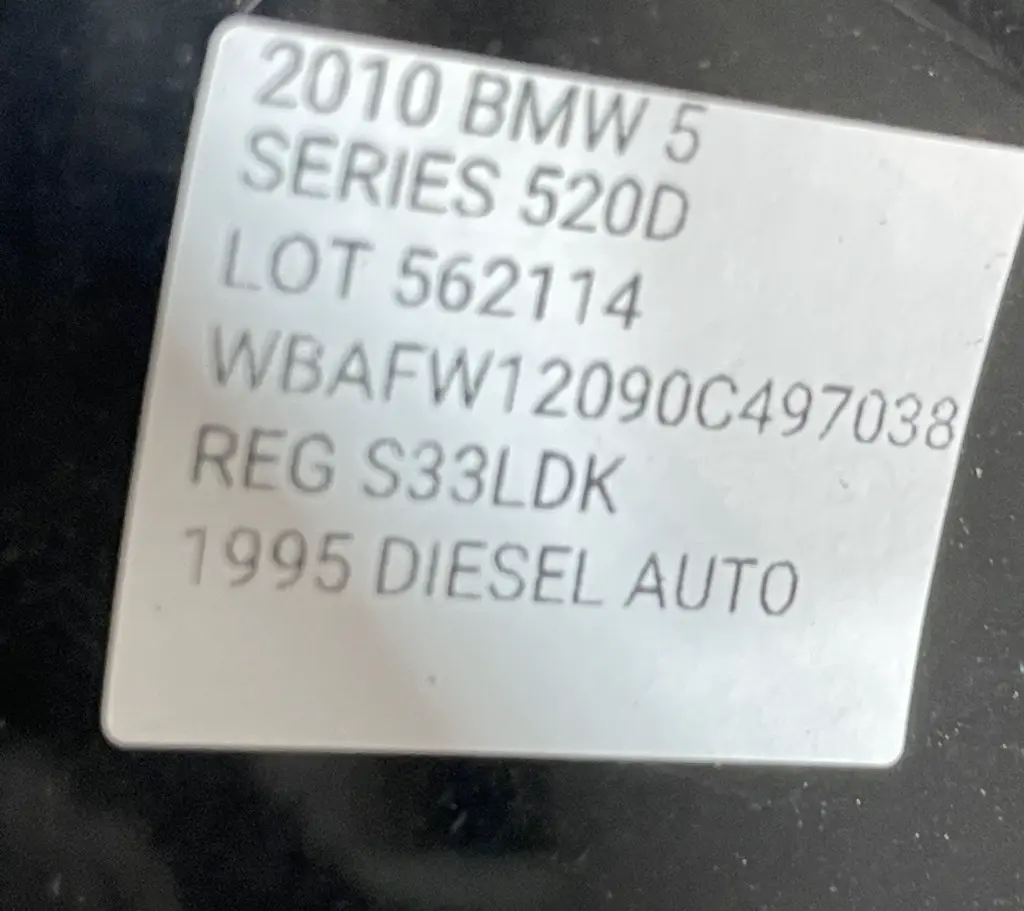 2010 BMW 5
SERIES 520D
LOT 562114
WBAFW12090C497038
REG S33LDK
1995 DIESEL AUTO